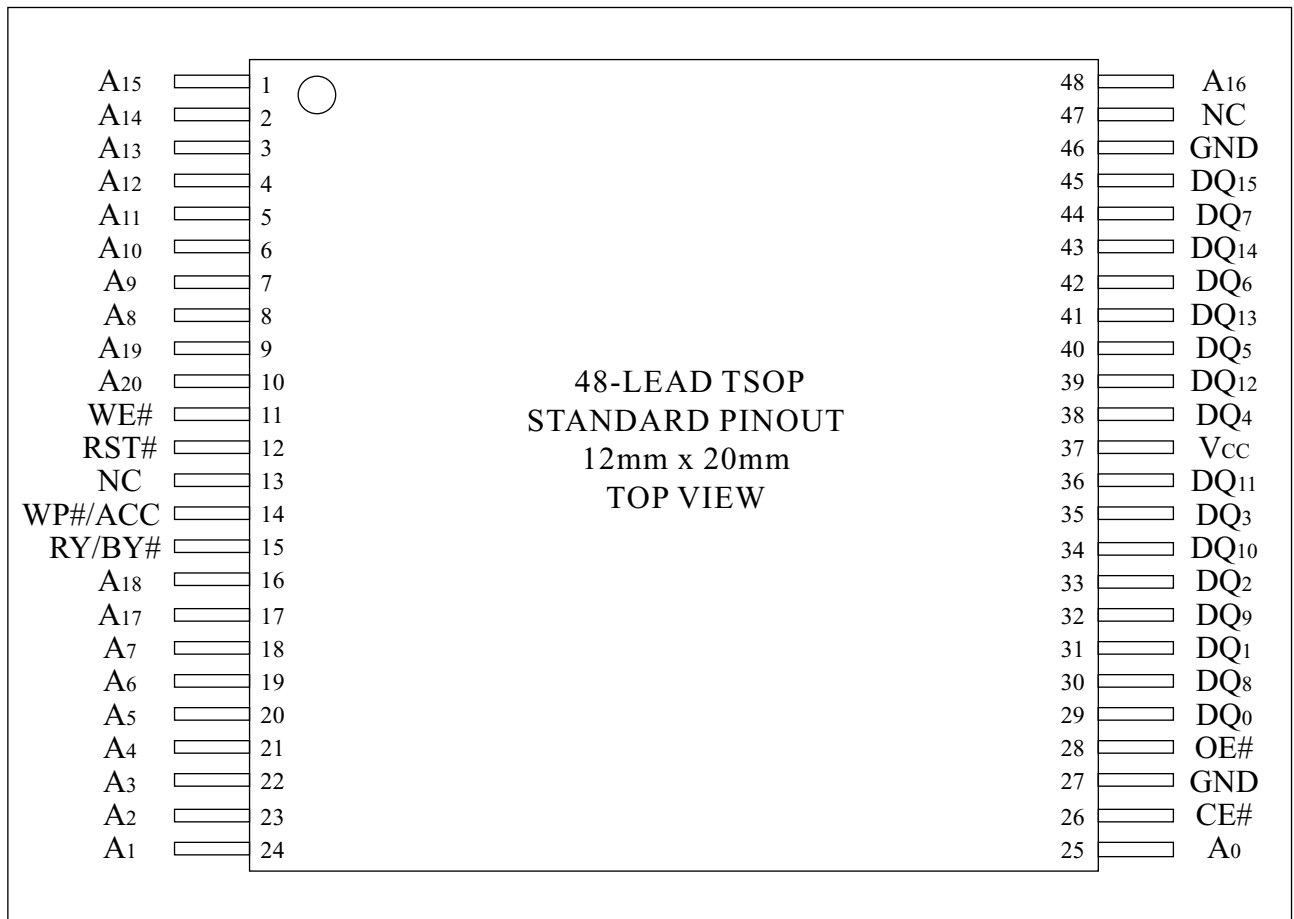 A15 1 48 A16
A14 2 47 NC
A13 3 46 GND
A12 4 45 DQ15
A11 5 44 DQ7
A10 6 43 DQ14
A9 7 42 DQ6
A8 8 41 DQ13
A19 9 40 DQ5
A20 10 39 DQ12
WE# 11 38 DQ4
RST# 12 37 VCC
NC 13 36 DQ11
WP#/ACC 14 35 DQ3
RY/BY# 15 34 DQ10
A18 16 33 DQ2
A17 17 32 DQ9
A7 18 31 DQ1
A6 19 30 DQ8
A5 20 29 DQ0
A4 21 28 OE#
A3 22 27 GND
A2 23 26 CE#
A1 24 25 A0
48-LEAD TSOP
STANDARD PINOUT
12mm x 20mm
TOP VIEW